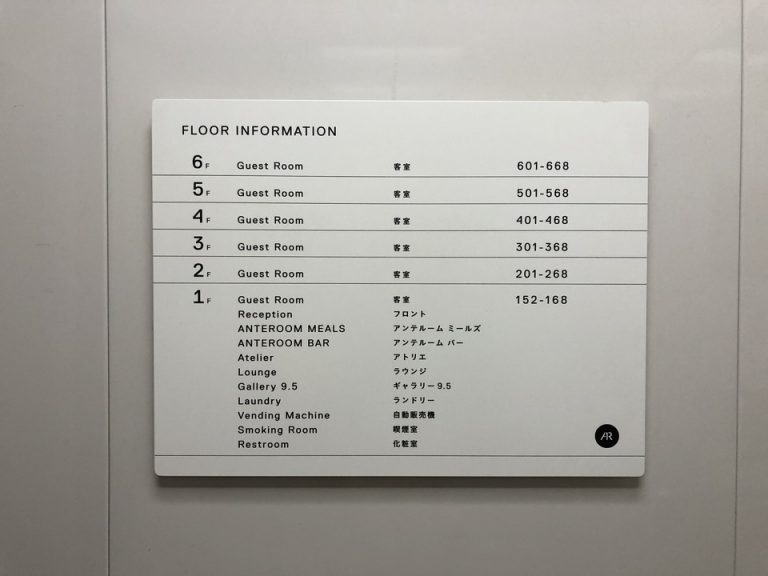 FLOOR INFORMATION
6F Guest Room 客室 601-668
5F Guest Room 客室 501-568
4F Guest Room 客室 401-468
3F Guest Room 客室 301-368
2F Guest Room 客室 201-268
1F Guest Room 客室 152-168
Reception フロント
ANTEROOM MEALS アンテルーム ミールズ
ANTEROOM BAR アンテルーム バー
Atelier アトリエ
Lounge ラウンジ
Gallery 9.5 ギャラリー9.5
Laundry ランドリー
Vending Machine 自動販売機
Smoking Room 喫煙室
Restroom 化粧室
AR